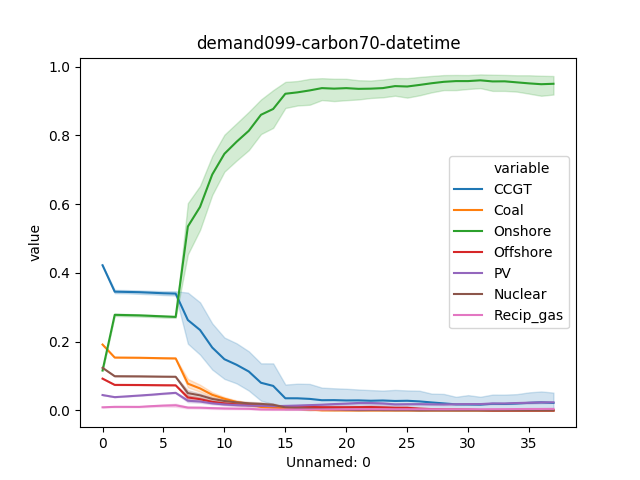 demand099-carbon70-datetime
1.0
0.8
0.6
0.4
0.2
0.0
value
variable
CCGT
Coal
Onshore
Offshore
PV
Nuclear
Recip_gas
0 5 10 15 20 25 30 35
Unnamed: 0